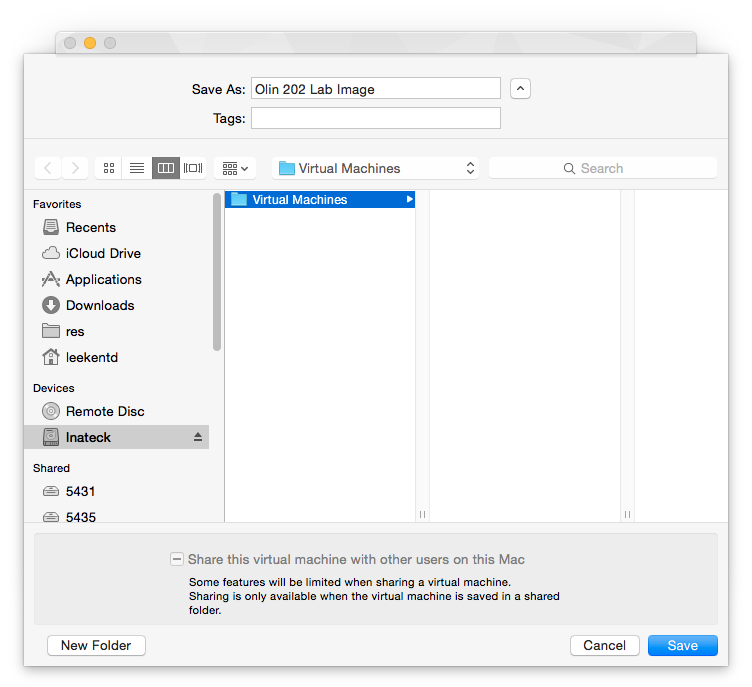 Save As: Olin 202 Lab Image
Tags:
Virtual Machines
Search
Favorites
Recents
iCloud Drive
Applications
Downloads
res
leekentd
Devices
Remote Disc
Inateck
Shared
5431
5435
Virtual Machines
Share this virtual machine with other users on this Mac
Some features will be limited when sharing a virtual machine.
Sharing is only available when the virtual machine is saved in a shared
folder.
New Folder
Cancel
Save